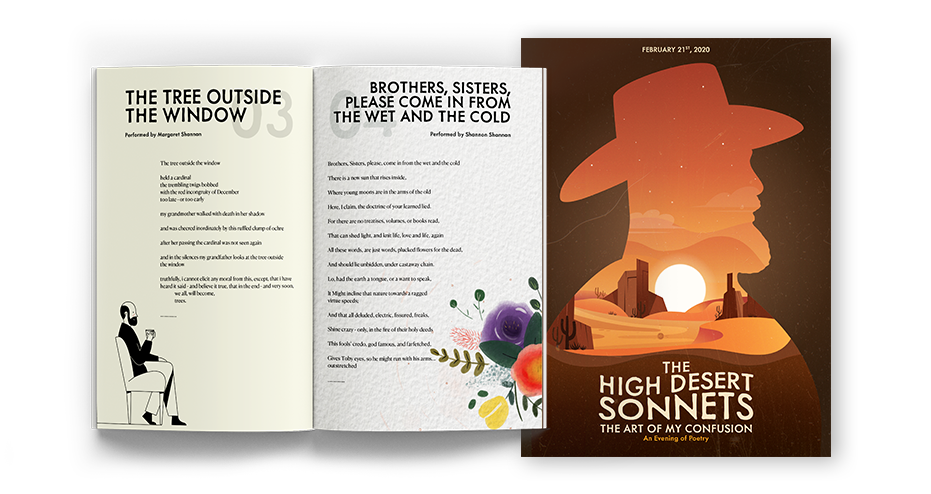 THE TREE OUTSIDE
THE WINDOW
03
Performed by Margaret Shannon
The tree outside the window
held a cardinal
the trembling twigs bobbed
with the red incongruity of December
too late - or too early
my grandmother walked with death in her shadow
and was cheered inordinately by this ruffled clump of ochre
after her passing the cardinal was not seen again
and in the silences my grandfather looked at the tree outside
the window
truthfully, i cannot elicit any moral from this, except, that i have
heard it said - and believe it true, that in the end - and very soon,
we all, will become,
trees.
BROTHERS, SISTERS,
PLEASE COME IN FROM
THE WET AND THE COLD
04
Performed by Shannon Shannon
Brothers, Sisters, please, come in from the wet and the cold
There is a new sun that rises inside,
Where young moons are in the arms of the old
Here, I claim, the doctrine of your learned lied.
For there are no treatises, volumes, or books read,
That can shed light, and knit life, love and life, again
All these words, are just words, plucked flowers for the dead,
And should lie unbidden, under castaway chain.
Lo, had the earth a tongue, or a want to speak,
It Might incline that nature towards a ragged
virtue speeds;
And that all deluded, electric, fissured, freaks,
Shine crazy - only, in the fire of their holy deeds;
This fools' credo, god famous, and far fetched,
Gives Toby eyes, so he might run with his arms
outstretched
FEBRUARY 21ST, 2020
THE
HIGH DESERT
SONNETS
THE ART OF MY CONFUSION
An Evening of Poetry